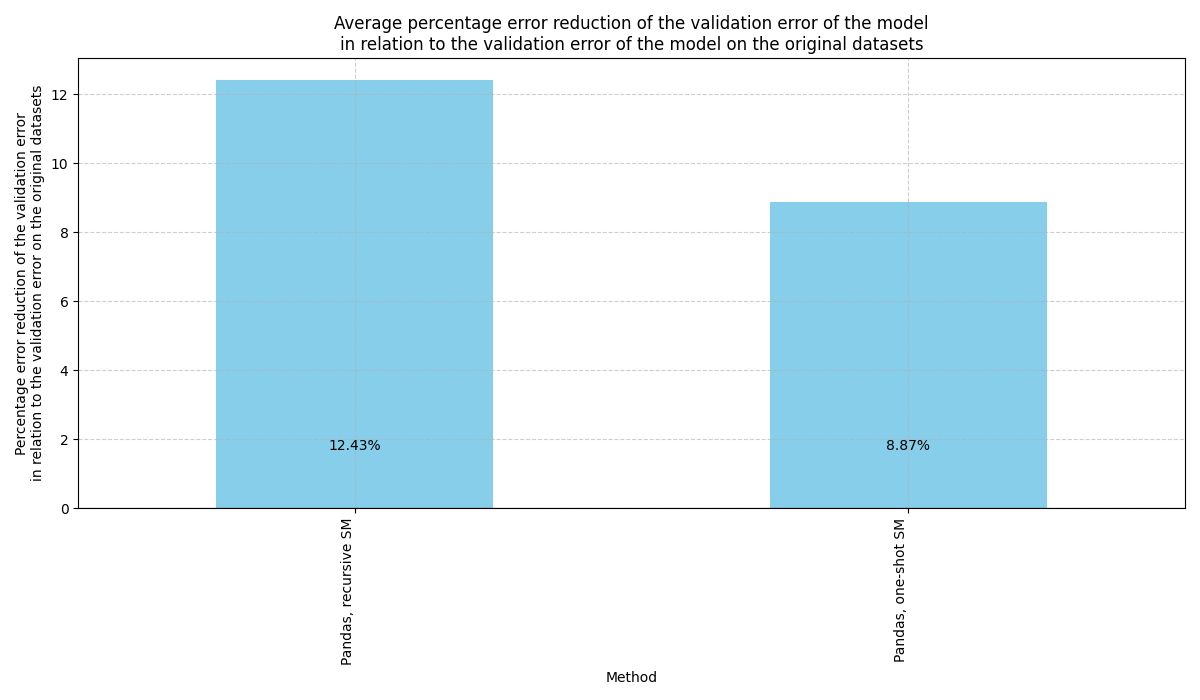 Average percentage error reduction of the validation error of the model
in relation to the validation error of the model on the original datasets
Percentage error reduction of the validation error
in relation to the validation error on the original datasets
12
10
8
6
4
2
0
12.43%
8.87%
Pandas, recursive SM
Pandas, one-shot SM
Method